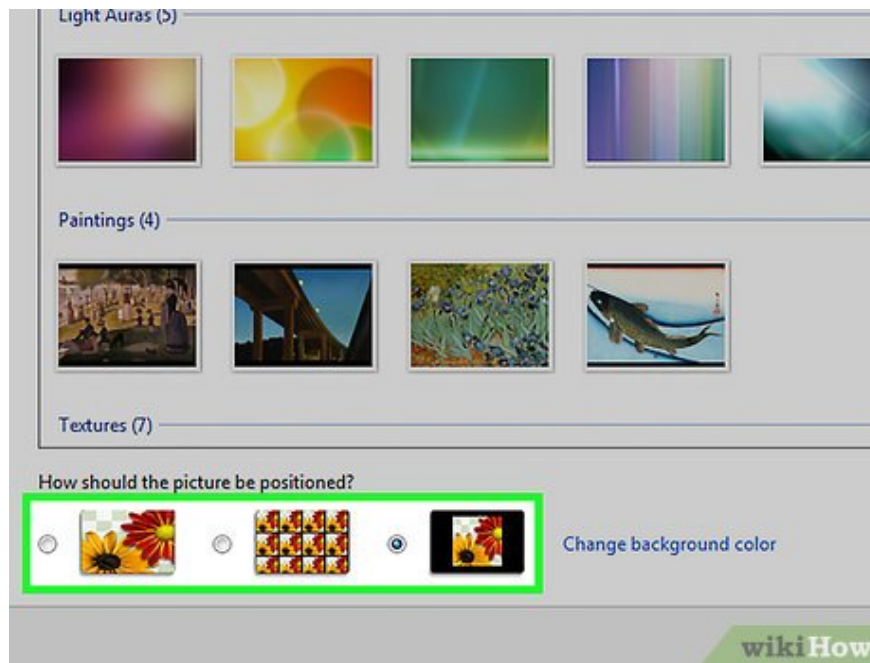 Light Auras (5)
Paintings (4)
Textures (7)
How should the picture be positioned?
Change background color
wikiHow